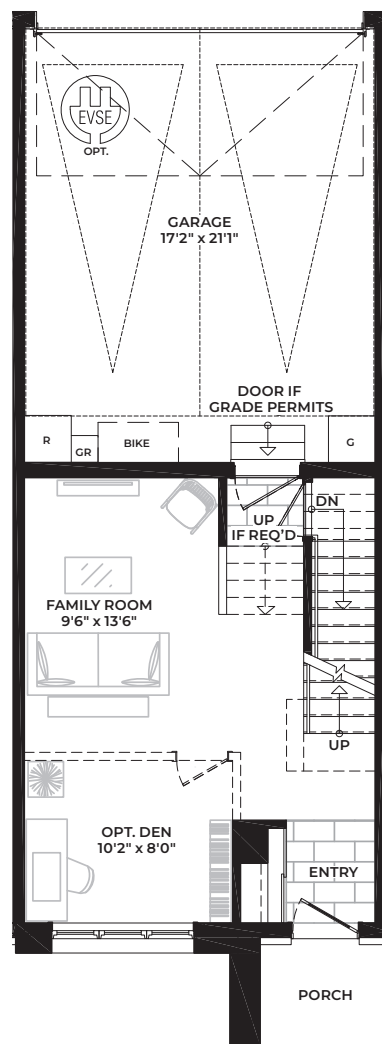 EVSE
OPT.
GARAGE
17'2" x 21'1"
DOOR IF
GRADE PERMITS
R
GR
BIKE
G
DN
UP
IF REQ'D
FAMILY ROOM
9'6" x 13'6"
UP
OPT. DEN
10'2" x 8'0"
ENTRY
PORCH